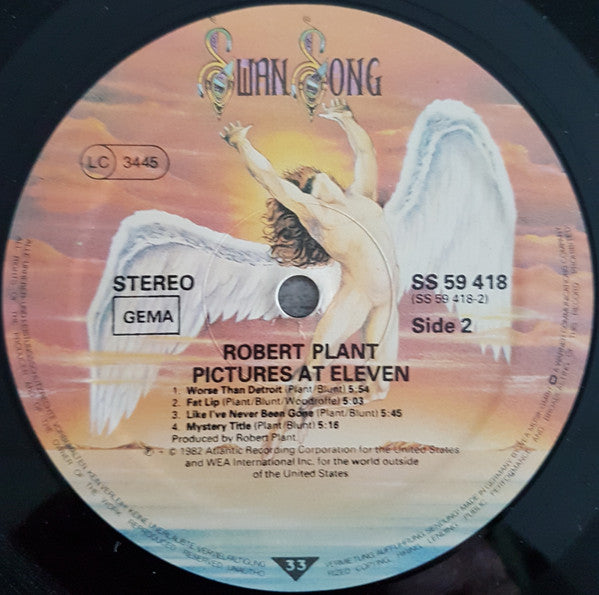 SWAN SONG
LC 3445
STEREO
GEMA
SS 59 418
(SS 59 418-2)
Side 2
ROBERT PLANT
PICTURES AT ELEVEN
1. Worse Than Detroit (Plant/Blunt) 5:54
2. Fat Lip (Plant/Blunt/Woodroffe) 5:03
3. Like I've Never Been Gone (Plant/Blunt) 5:45
4. Mystery Title (Plant/Blunt) 5:16
Produced by Robert Plant
℗ - © 1982 Atlantic Recording Corporation for the United States
and WEA International Inc. for the world outside
of the United States
33